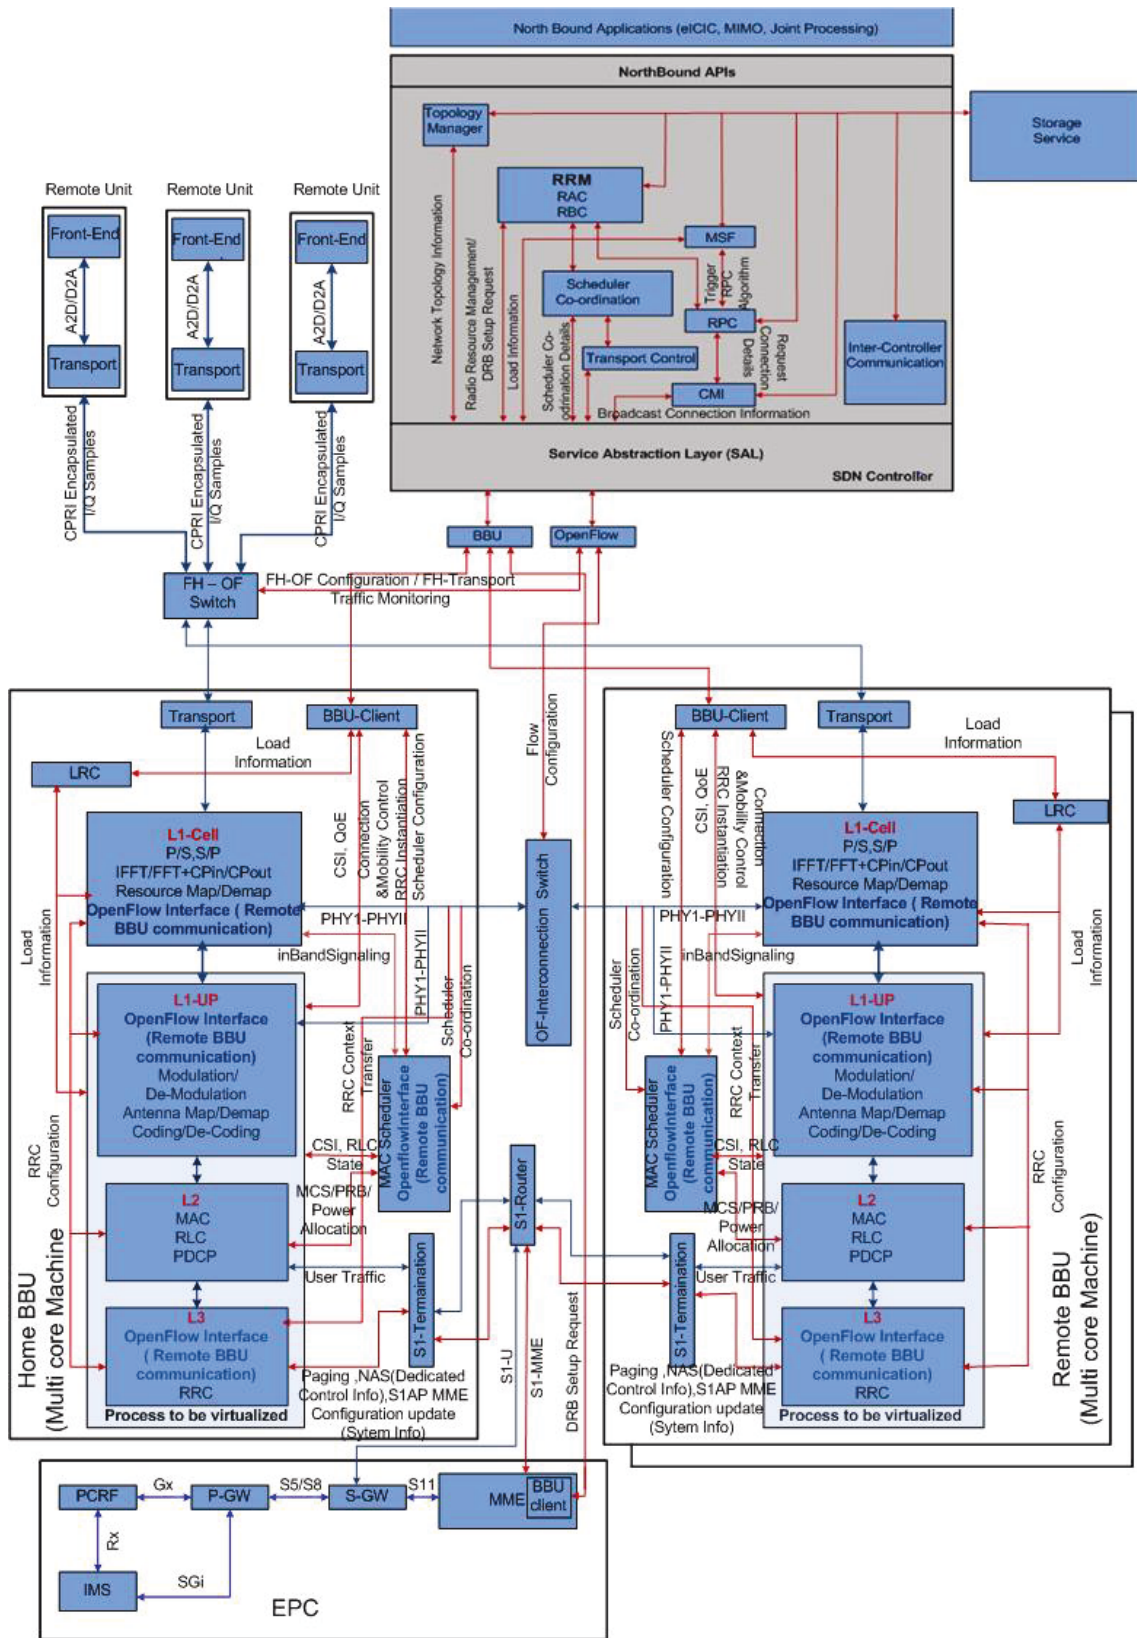 North Bound Applications (eICIC, MIMO, Joint Processing)
NorthBound APIs
Topology
Manager
Storage
Service
RRM
RAC
RBC
MSF
Scheduler
Co-ordination
Trigger
RPC
Algorithm
RPC
Transport Control
CMI
Inter-Controller
Communication
Request
Connection
Details
Network Topology Information
Radio Resource Management/
DRB Setup Request
Load Information
Scheduler Co-
odrination Details
Broadcast Connection Information
Service Abstraction Layer (SAL)
SDN Controller
Remote Unit
Remote Unit
Remote Unit
Front-End
Front-End
Front-End
A2D/D2A
A2D/D2A
A2D/D2A
Transport
Transport
Transport
CPRI Encapsulated
I/Q Samples
CPRI Encapsulated
I/Q Samples
CPRI Encapsulated
I/Q Samples
BBU
OpenFlow
FH – OF
Switch
FH-OF Configuration / FH-Transport
Traffic Monitoring
Flow
Configuration
Transport
BBU-Client
Load
Information
LRC
L1-Cell
P/S,S/P
IFFT/FFT+CPin/CPout
Resource Map/Demap
OpenFlow Interface ( Remote
BBU communication)
CSI, QoE
Connection
&Mobility Control
RRC Instantiation
Scheduler Configuration
PHY1-PHYII
inBandSignaling
PHY1-PHYII
Scheduler
Co-ordination
Load
Information
L1-UP
OpenFlow Interface
(Remote BBU
communication)
Modulation/
De-Modulation
Antenna Map/Demap
Coding/De-Coding
RRC Context
Transfer
MAC Scheduler
OpenflowInterface
(Remote BBU
communication)
CSI, RLC
State
RRC
Configuration
L2
MAC
RLC
PDCP
MCS/PRB/
Power
Allocation
User Traffic
S1-Termaination
L3
OpenFlow Interface
( Remote BBU
communication)
RRC
Process to be virtualized
Paging ,NAS(Dedicated
Control Info),S1AP MME
Configuration update
(Sytem Info)
Home BBU
(Multi core Machine)
OF-Interconnection Switch
S1-Router
S1-U
S1-MME
DRB Setup Request
BBU-Client
Transport
Load
Information
LRC
Scheduler Configuration
CSI, QoE
RRC Instantiation
&Mobility Control
Connection
L1-Cell
P/S,S/P
IFFT/FFT+CPin/CPout
Resource Map/Demap
OpenFlow Interface ( Remote
BBU communication)
PHY1-PHYII
inBandSignaling
Scheduler
Co-ordination
PHY1-PHYII
Load
Information
L1-UP
OpenFlow Interface
(Remote BBU
communication)
Modulation/
De-Modulation
Antenna Map/Demap
Coding/De-Coding
RRC Context
Transfer
MAC Scheduler
OpenflowInterface
(Remote BBU
communication)
CSI, RLC
State
RRC
Configuration
L2
MAC
RLC
PDCP
MCS/PRB/
Power
Allocation
User Traffic
S1-Termaination
L3
OpenFlow Interface
( Remote BBU
communication)
RRC
Process to be virtualized
Paging ,NAS(Dedicated
Control Info),S1AP MME
Configuration update
(Sytem Info)
Remote BBU
(Multi core Machine)
PCRF
Gx
P-GW
S5/S8
S-GW
S11
MME
BBU
client
Rx
IMS
SGi
EPC